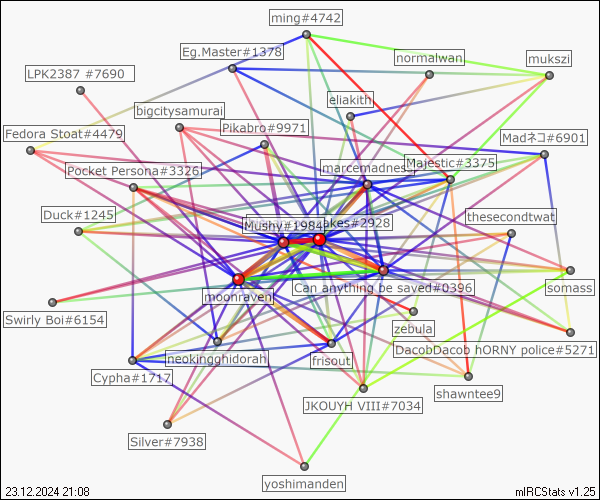 ming#4742
Eg.Master#1378
normalwan
mukszi
LPK2387 #7690
eliakith
bigcitysamurai
Pikabro#9971
Fedora Stoat#4479
Madネコ#6901
Majestic#3375
marcemadness
Pocket Persona#3326
Duck#1245
thesecondtwat
Mushy#1984
akes#2928
Can anything be saved#0396
somass
moonraven
Swirly Boi#6154
zebula
DacobDacob hORNY police#5271
neokingghidorah
frisout
Cypha#1717
shawntee9
JKOUYH VIII#7034
Silver#7938
yoshimanden
23.12.2024 21:08
mIRCStats v1.25